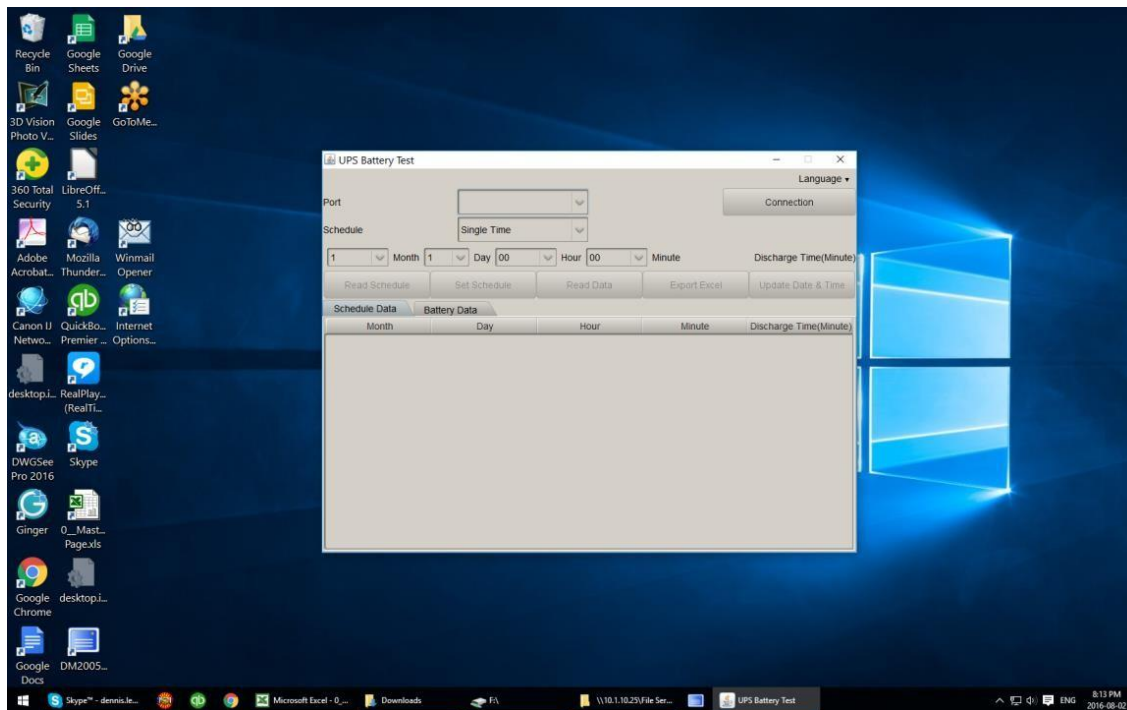 Recycle
Bin
Google
Sheets
Google
Drive
3D Vision
Photo V...
Google
Slides
GoToMe...
360 Total
Security
LibreOff...
5.1
Adobe
Acrobat...
Mozilla
Thunder...
Winmail
Opener
Canon IJ
Netwo...
QuickBo...
Premier ...
Internet
Options...
desktop.i...
RealPlay...
(RealTi...
DWGSee
Pro 2016
Skype
Ginger
0__Mast...
Page.xls
Google
Chrome
desktop.i...
Google
Docs
DM2005...
UPS Battery Test
Language
Port
Connection
Schedule Single Time
1 Month 1 Day 00 Hour 00 Minute Discharge Time(Minute)
Read Schedule Set Schedule Read Data Export Excel Update Date & Time
Schedule Data Battery Data
Month Day Hour Minute Discharge Time(Minute)
Skype™ - dennis.le... Microsoft Excel - 0_... Downloads F:\ \\10.1.10.25\File Ser... UPS Battery Test ENG 8:13 PM
2016-08-02